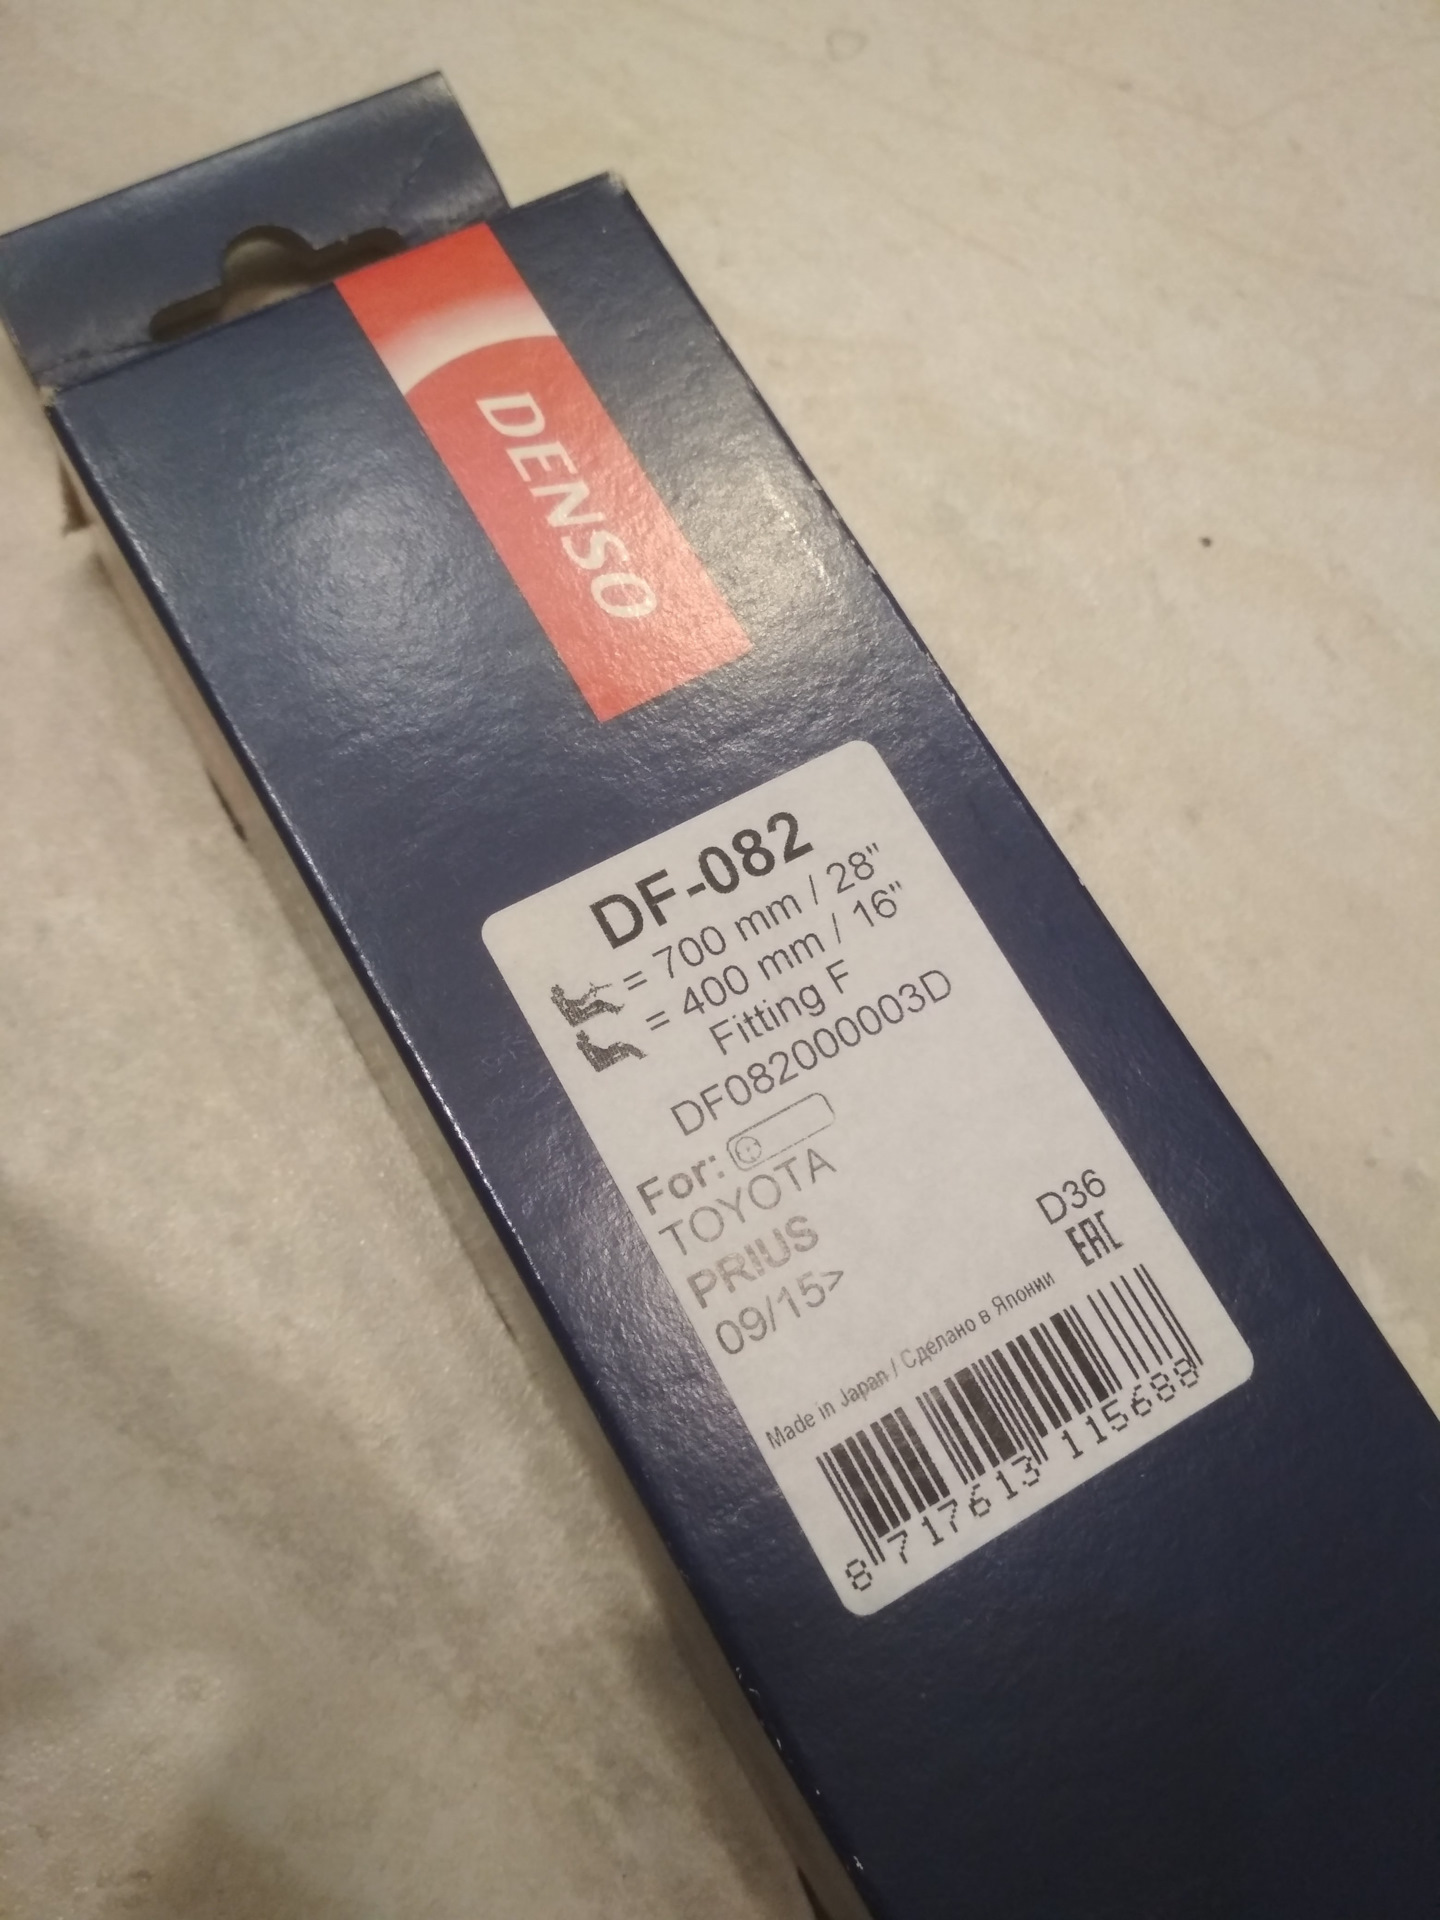 DENSO
DF-082
= 700 mm / 28"
= 400 mm / 16"
Fitting F
DF082000003D
For:
TOYOTA
PRIUS
09/15>
D36
EAC
Made in Japan / Сделано в Японии
8 717613 115688